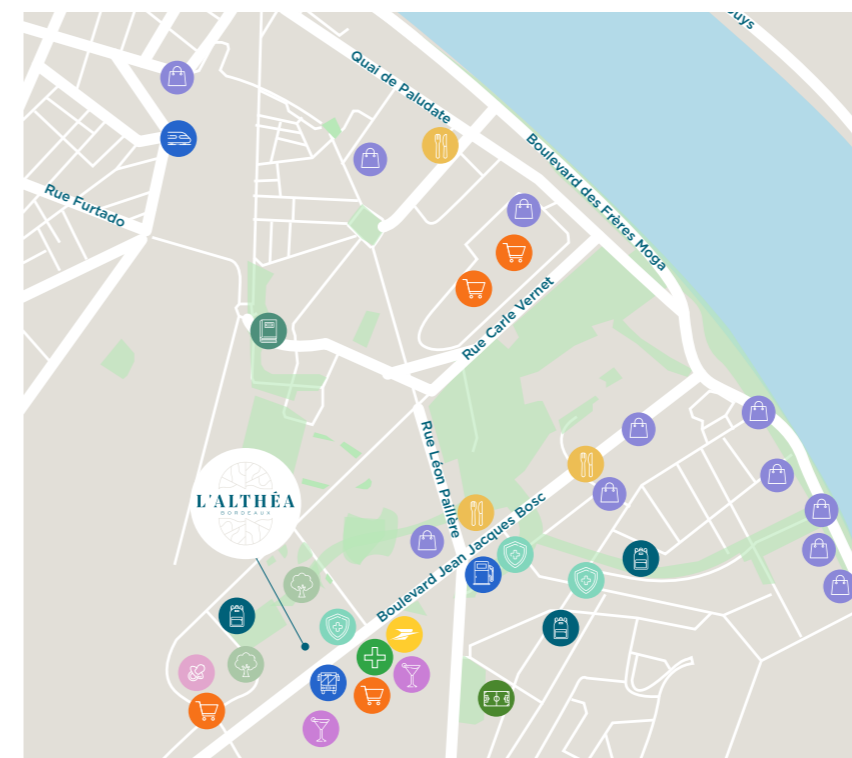 Quai de Paludate
Boulevard des Frères Moga
Rue Furtado
Rue Carle Vernet
Rue Léon Paillère
L'ALTHÉA
BORDEAUX
Boulevard Jean Jacques Bosc